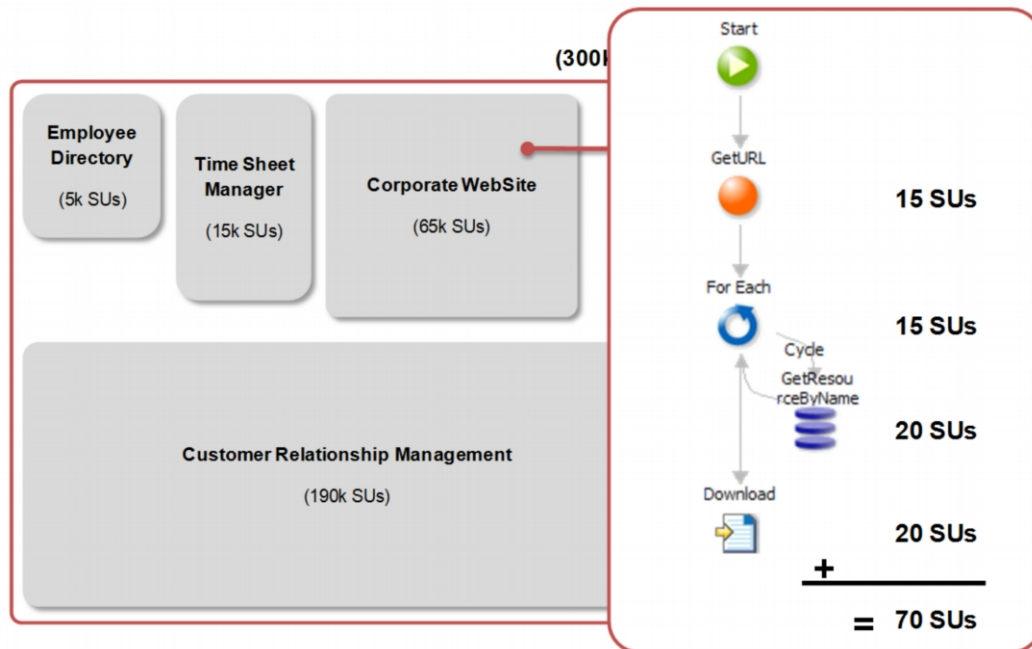 (300k
Employee
Directory
(5k SUs)
Time Sheet
Manager
(15k SUs)
Corporate WebSite
(65k SUs)
Customer Relationship Management
(190k SUs)
Start
GetURL
15 SUs
For Each
15 SUs
Cycle
GetResou
rceByName
20 SUs
Download
20 SUs
+
= 70 SUs